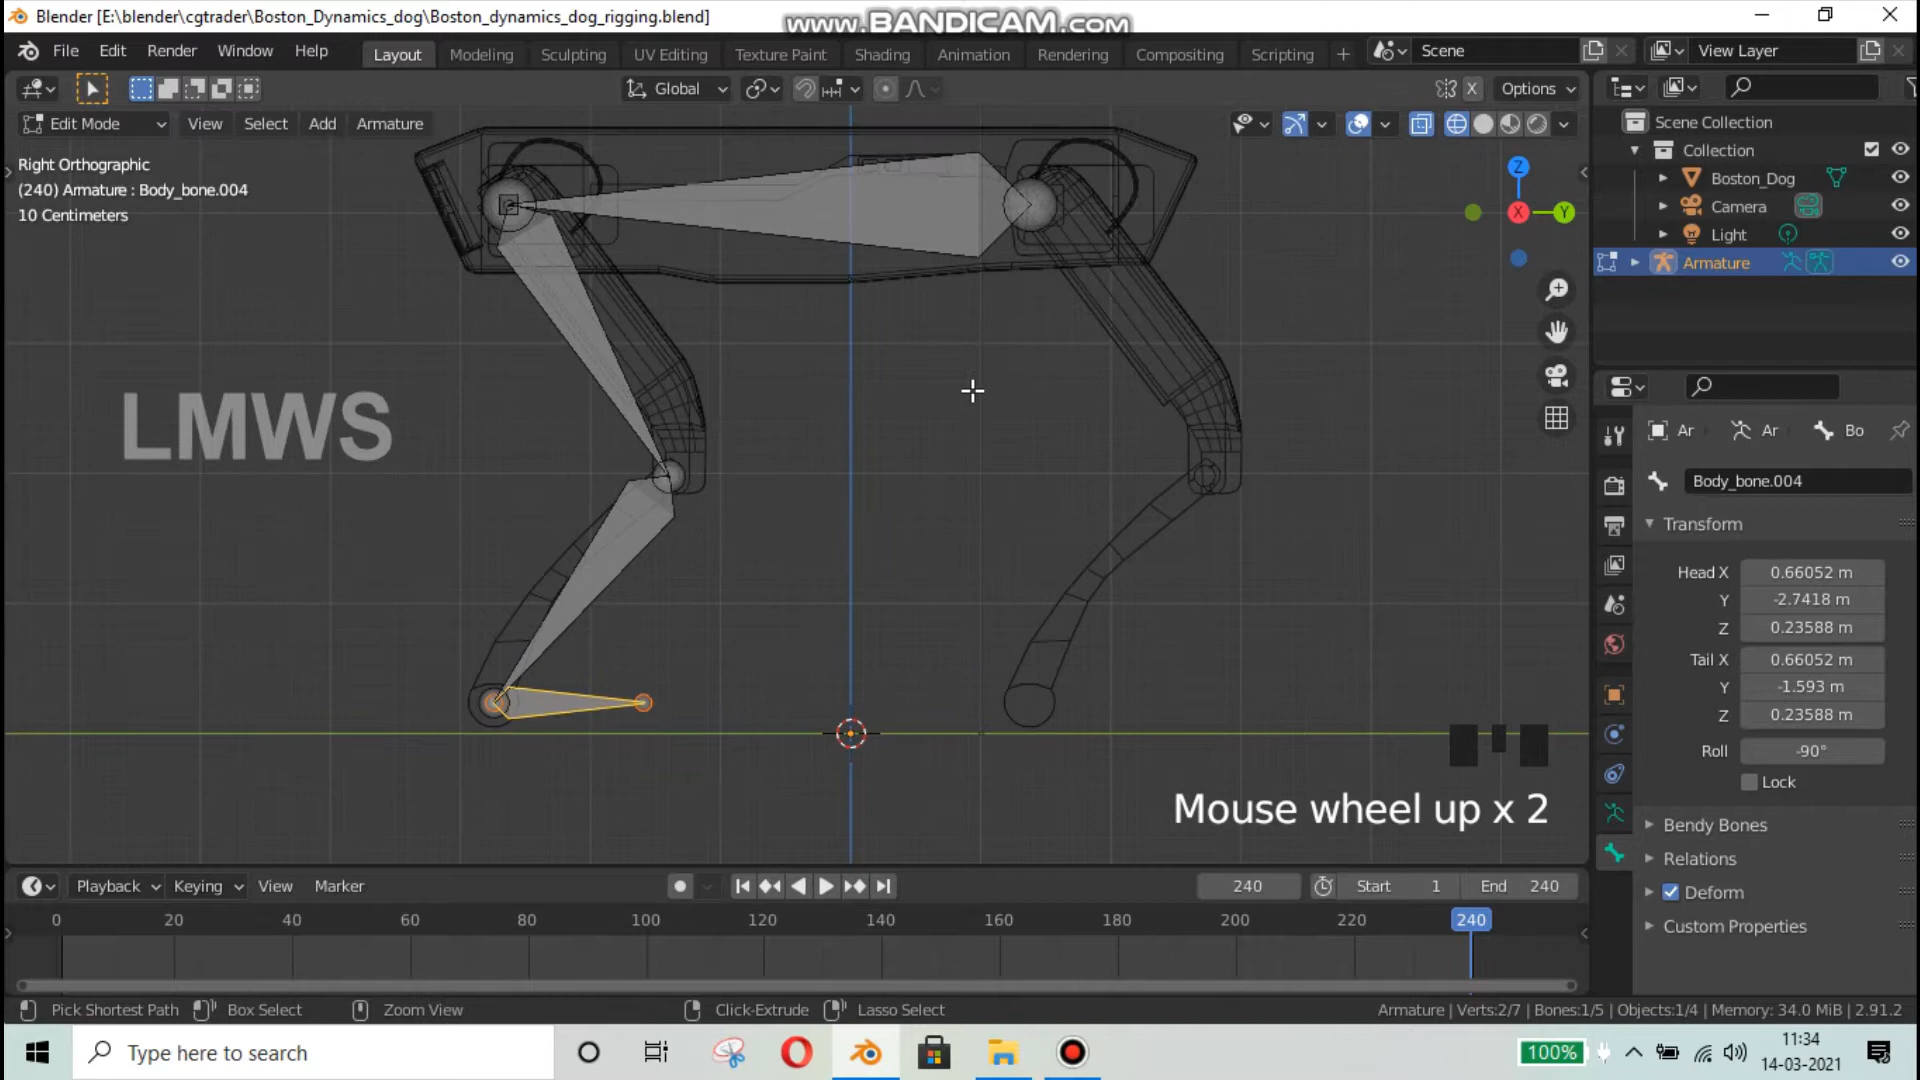 Blender [E:\blender\cgtrader\Boston_Dynamics_dog\Boston_dynamics_dog_rigging.blend]
www.BANDICAM.com
File Edit Render Window Help
Layout Modeling Sculpting UV Editing Texture Paint Shading Animation Rendering Compositing Scripting +
Scene
View Layer
Global
X
Options
Edit Mode View Select Add Armature
Right Orthographic
(240) Armature : Body_bone.004
10 Centimeters
Z
X
Y
LMWS
Mouse wheel up x 2
Scene Collection
Collection
Boston_Dog
Camera
Light
Armature
Ar Ar Bo
Body_bone.004
Transform
Head X 0.66052 m
Y -2.7418 m
Z 0.23588 m
Tail X 0.66052 m
Y -1.593 m
Z 0.23588 m
Roll -90°
Lock
Bendy Bones
Relations
Deform
Custom Properties
Playback Keying View Marker
240 Start 1 End 240
0 20 40 60 80 100 120 140 160 180 200 220 240
Pick Shortest Path Box Select Zoom View Click-Extrude Lasso Select
Armature | Verts:2/7 | Bones:1/5 | Objects:1/4 | Memory: 34.0 MiB | 2.91.2
Type here to search
100%
11:34
14-03-2021